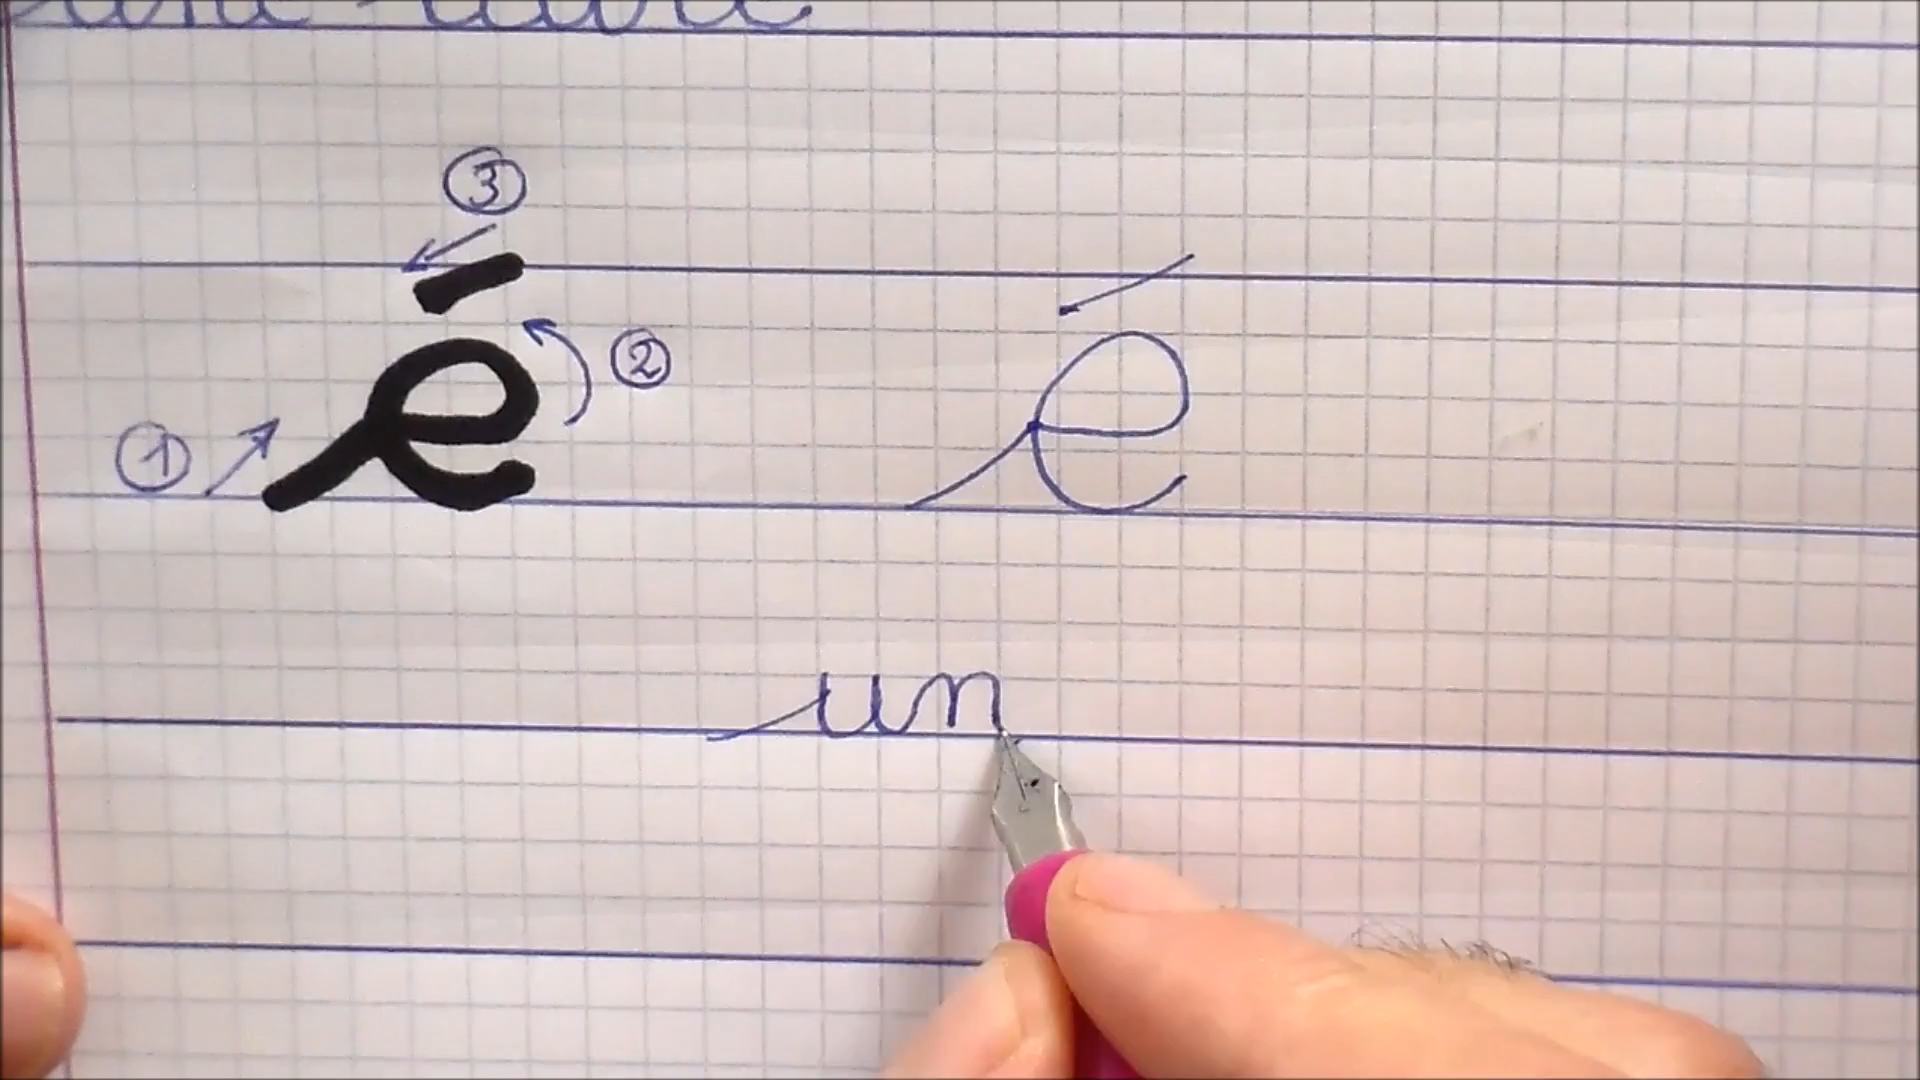 ③
é ② é
①
un